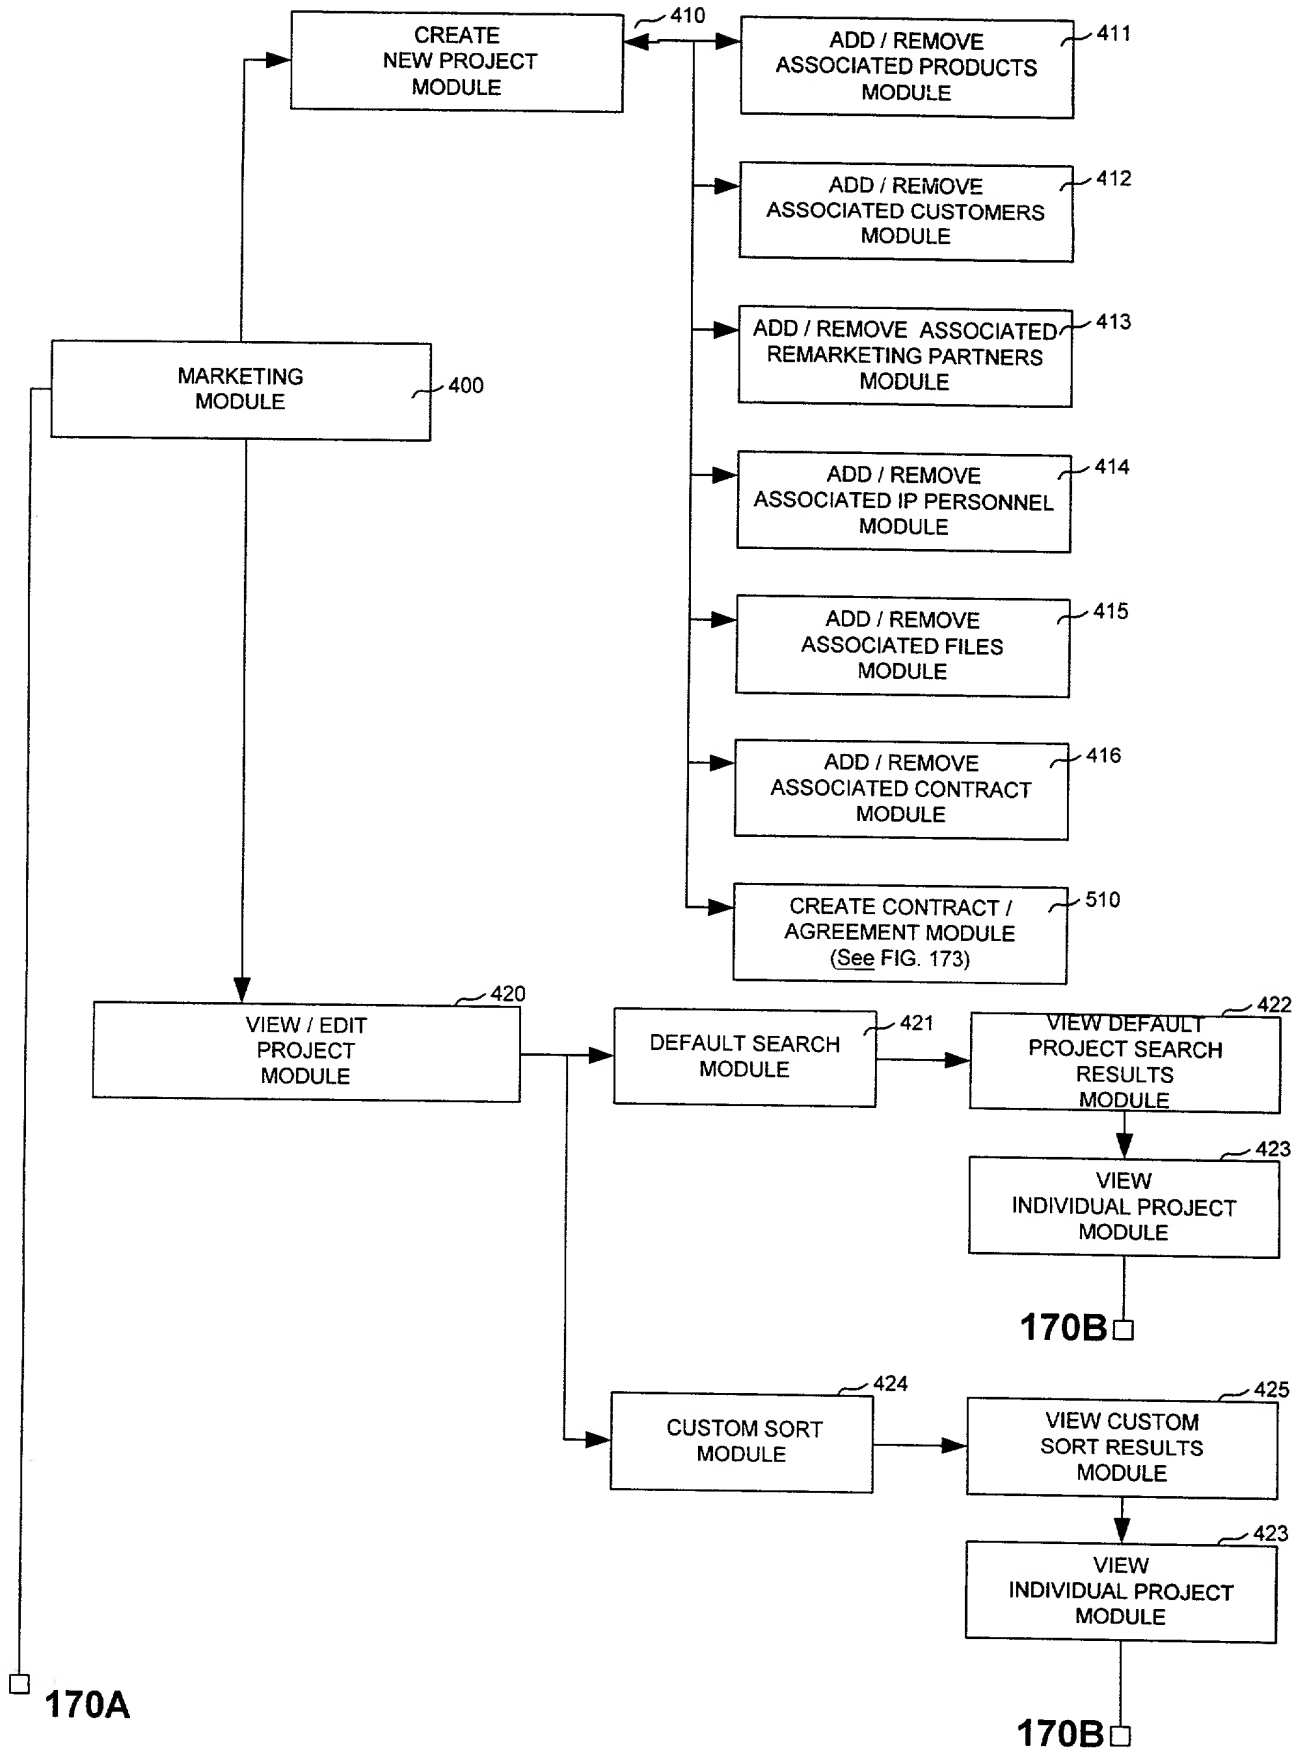 CREATE
NEW PROJECT
MODULE
410
ADD / REMOVE
ASSOCIATED PRODUCTS
MODULE
411
ADD / REMOVE
ASSOCIATED CUSTOMERS
MODULE
412
ADD / REMOVE ASSOCIATED
REMARKETING PARTNERS
MODULE
413
MARKETING
MODULE
400
ADD / REMOVE
ASSOCIATED IP PERSONNEL
MODULE
414
ADD / REMOVE
ASSOCIATED FILES
MODULE
415
ADD / REMOVE
ASSOCIATED CONTRACT
MODULE
416
CREATE CONTRACT /
AGREEMENT MODULE
(See FIG. 173)
510
VIEW / EDIT
PROJECT
MODULE
420
DEFAULT SEARCH
MODULE
421
VIEW DEFAULT
PROJECT SEARCH
RESULTS
MODULE
422
VIEW
INDIVIDUAL PROJECT
MODULE
423
170B
CUSTOM SORT
MODULE
424
VIEW CUSTOM
SORT RESULTS
MODULE
425
VIEW
INDIVIDUAL PROJECT
MODULE
423
170A
170B